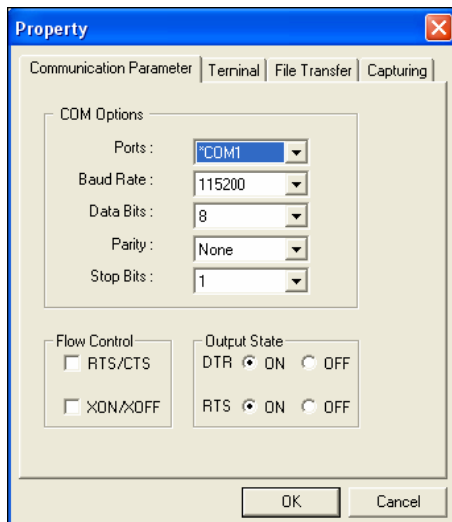 Property
Communication Parameter Terninal File Transfer Capturing
COM Options
Ports : *COM1
Baud Rate : 115200
Data Bits : 8
Parity : None
Stop Bits : 1
Flow Control Output State
RTS/CTS DTR ON OFF
XON/XOFF RTS ON OFF
OK Cancel